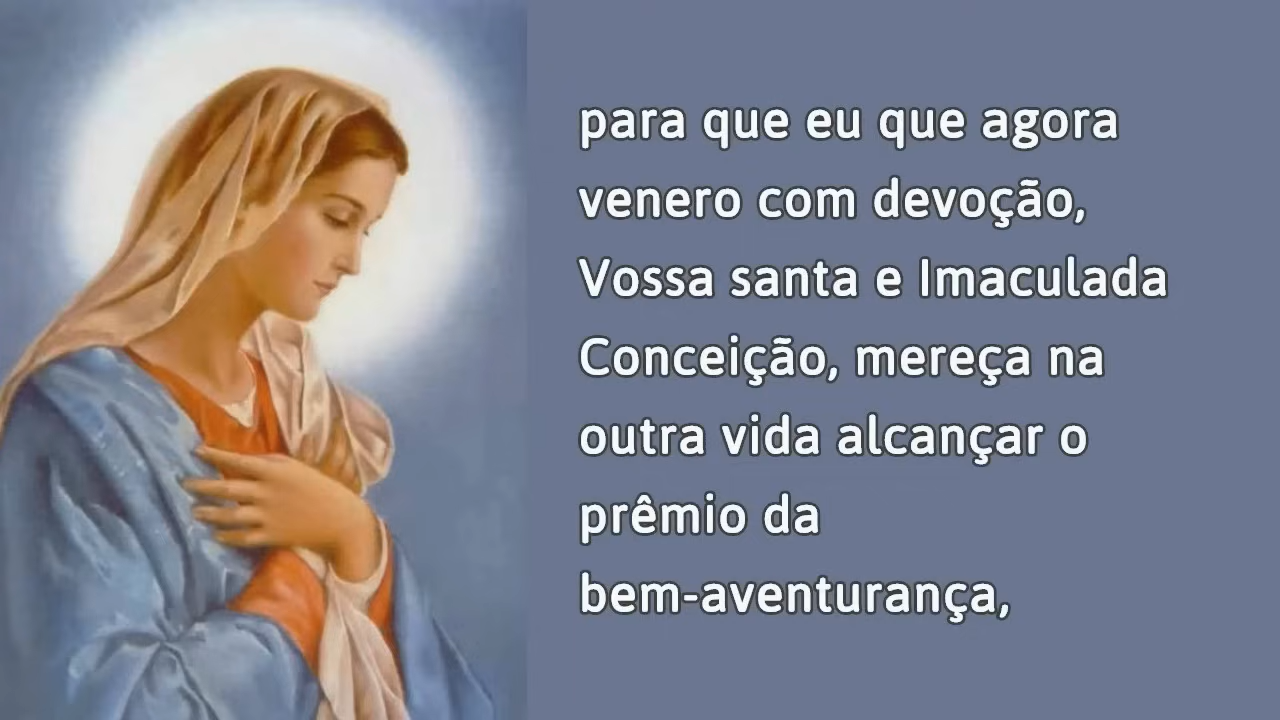 para que eu que agora
venero com devoção,
Vossa santa e Imaculada
Conceição, mereça na
outra vida alcançar o
prêmio da
bem-aventurança,